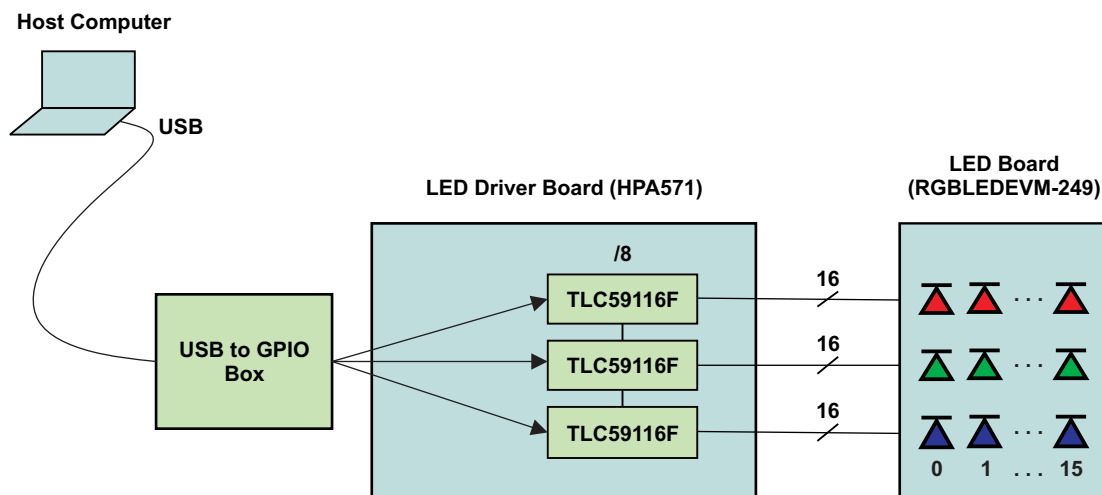 Host Computer
USB
LED Driver Board (HPA571)
LED Board
(RGBLEDEVM-249)
/8
USB to GPIO
Box
TLC59116F
TLC59116F
TLC59116F
16
16
16
. . .
. . .
. . .
0 1 . . . 15